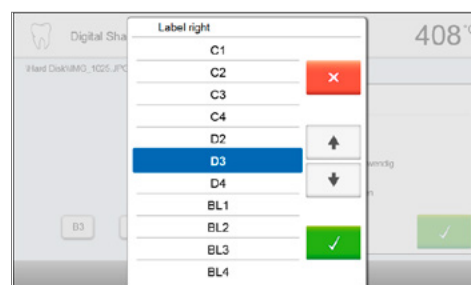 Label right
Digital Sha
408 °C
\Hard Disk\IMG_1025.JPG
C1
C2
C3
C4
D2
D3
D4
BL1
BL2
BL3
BL4
wendig
n
B3